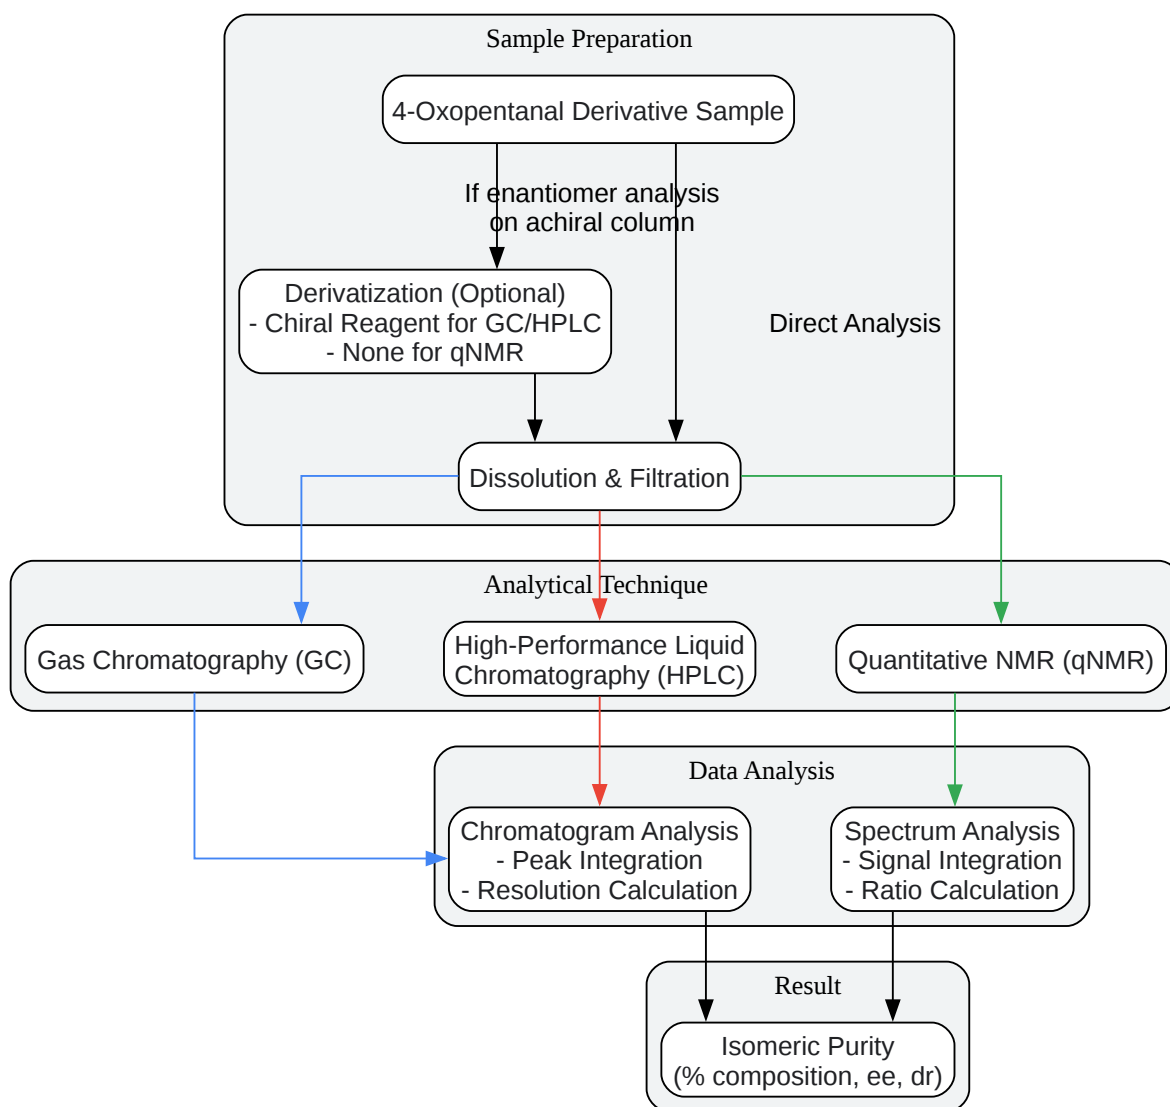 Sample Preparation
4-Oxopentanal Derivative Sample
If enantiomer analysis
on achiral column
Derivatization (Optional)
- Chiral Reagent for GC/HPLC
- None for qNMR
Direct Analysis
Dissolution & Filtration
Analytical Technique
Gas Chromatography (GC)
High-Performance Liquid
Chromatography (HPLC)
Quantitative NMR (qNMR)
Data Analysis
Chromatogram Analysis
- Peak Integration
- Resolution Calculation
Spectrum Analysis
- Signal Integration
- Ratio Calculation
Result
Isomeric Purity
(% composition, ee, dr)